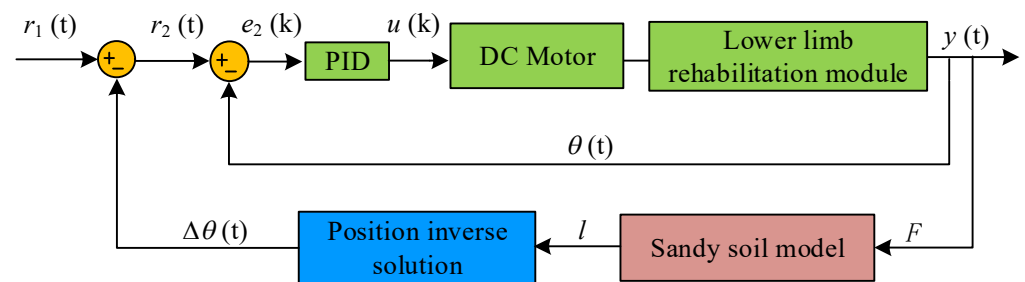 r₁ (t)
r₂ (t)
e₂ (k)
u (k)
y (t)
+
−
+
−
PID
DC Motor
Lower limb
rehabilitation module
θ (t)
Δθ (t)
Position inverse
solution
l
Sandy soil model
F